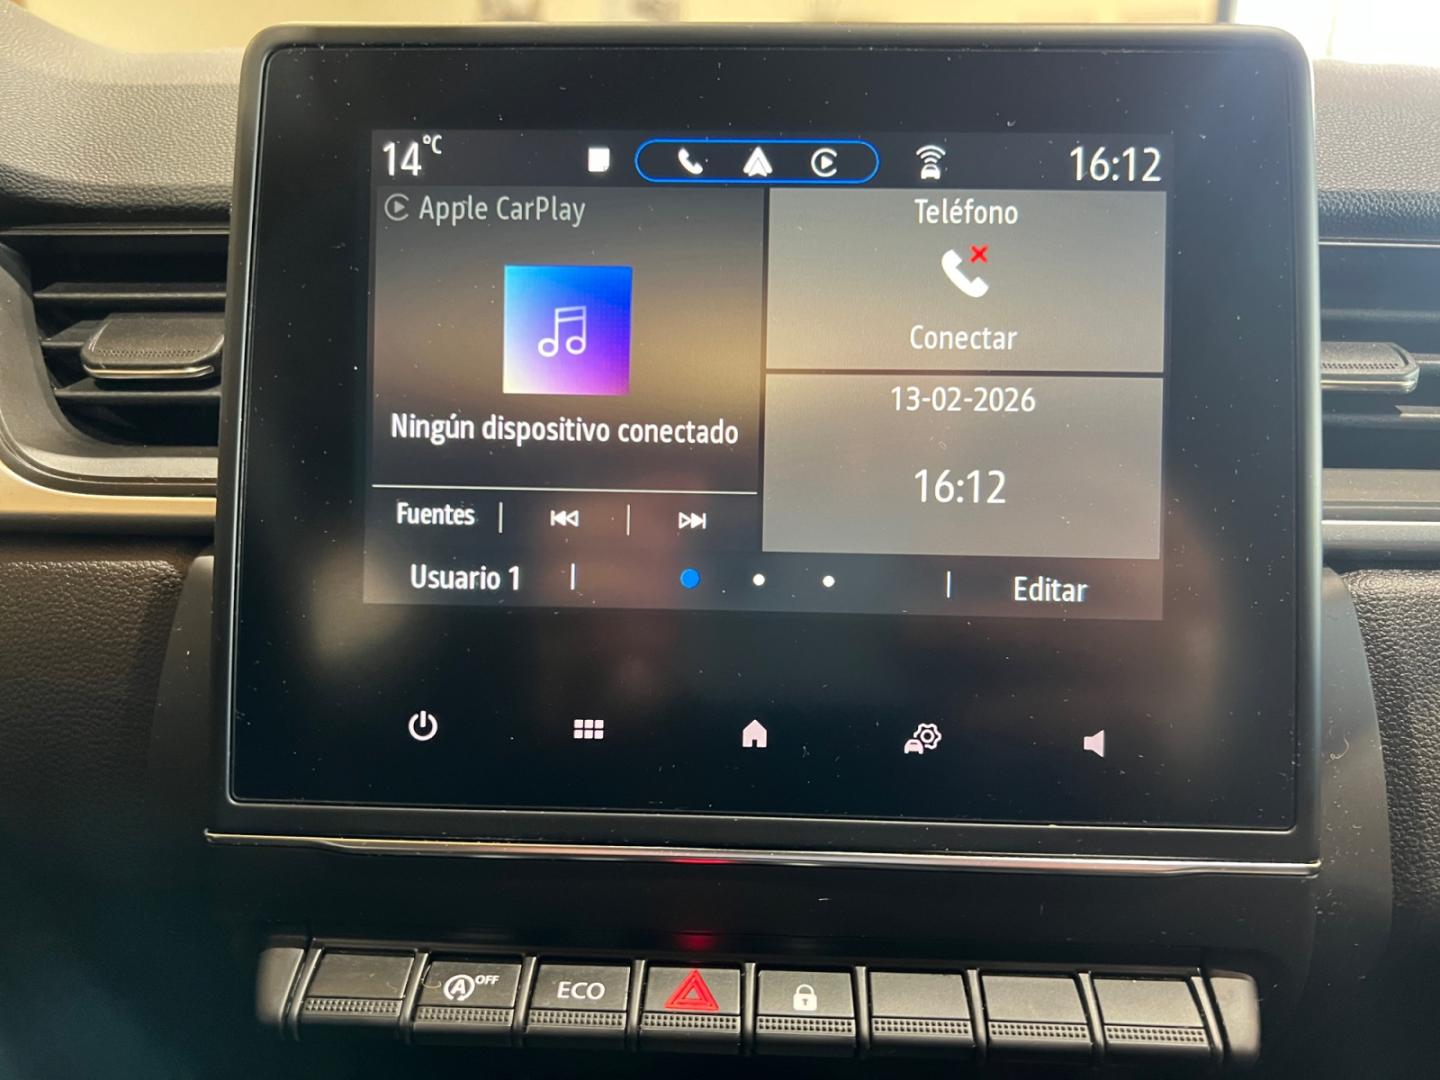 14°C
16:12
Apple CarPlay
Ningún dispositivo conectado
Fuentes
Teléfono
Conectar
13-02-2026
16:12
Usuario 1
Editar
A OFF
ECO